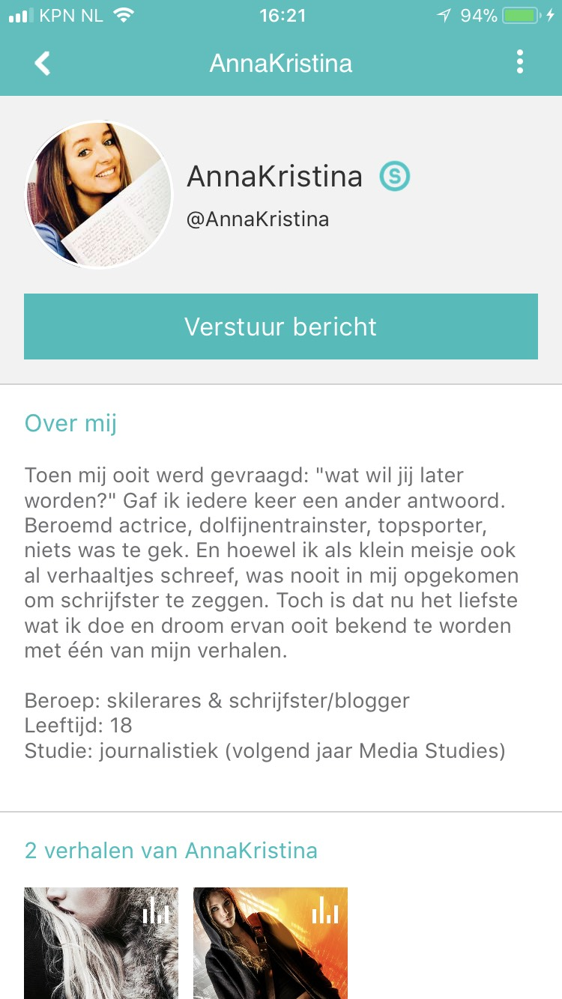 KPN NL 16:21 94%
AnnaKristina
AnnaKristina S
@AnnaKristina
Verstuur bericht
Over mij
Toen mij ooit werd gevraagd: "wat wil jij later
worden?" Gaf ik iedere keer een ander antwoord.
Beroemd actrice, dolfijnentrainster, topsporter,
niets was te gek. En hoewel ik als klein meisje ook
al verhaaltjes schreef, was nooit in mij opgekomen
om schrijfster te zeggen. Toch is dat nu het liefste
wat ik doe en droom ervan ooit bekend te worden
met één van mijn verhalen.
Beroep: skilerares & schrijfster/blogger
Leeftijd: 18
Studie: journalistiek (volgend jaar Media Studies)
2 verhalen van AnnaKristina